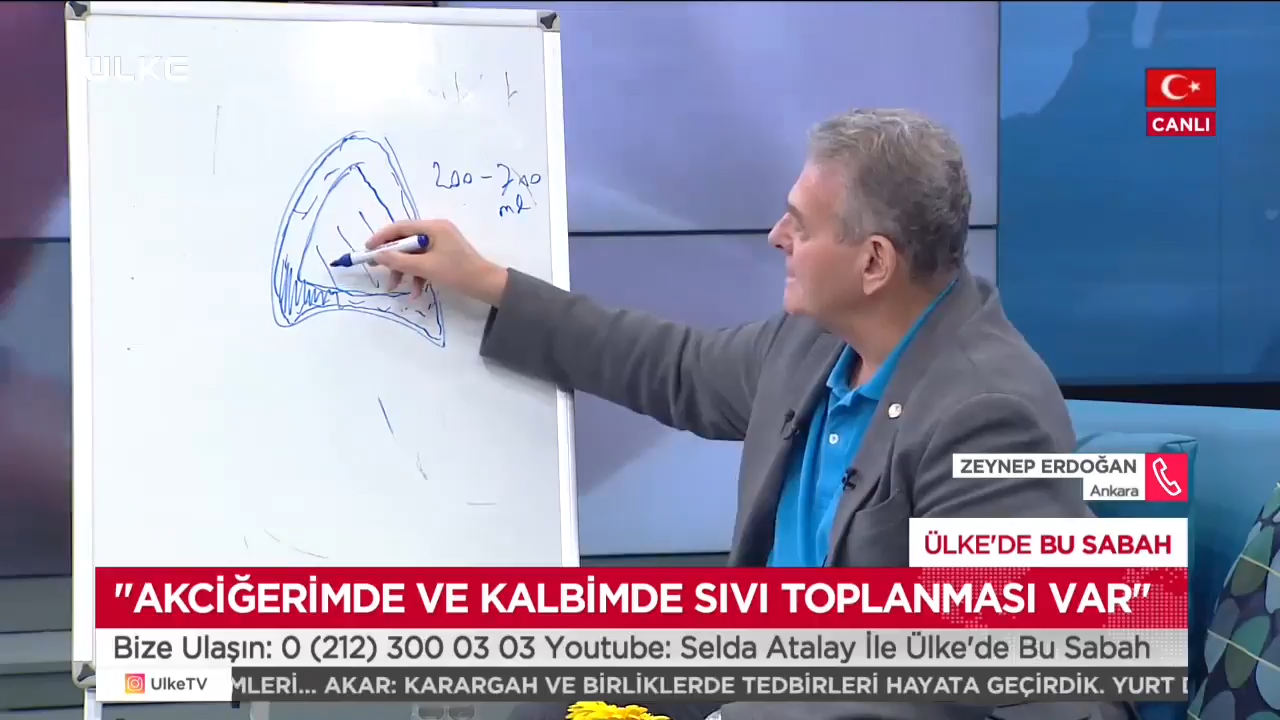 ÜLKE
CANLI
200 - 700
ml
ZEYNEP ERDOĞAN
Ankara
ÜLKE'DE BU SABAH
"AKCİĞERİMDE VE KALBİMDE SIVI TOPLANMASI VAR"
Bize Ulaşın: 0 (212) 300 03 03 Youtube: Selda Atalay İle Ülke'de Bu Sabah
UlkeTV
MLERİ... AKAR: KARARGAH VE BİRLİKLERDE TEDBİRLERİ HAYATA GEÇİRDİK. YURT D